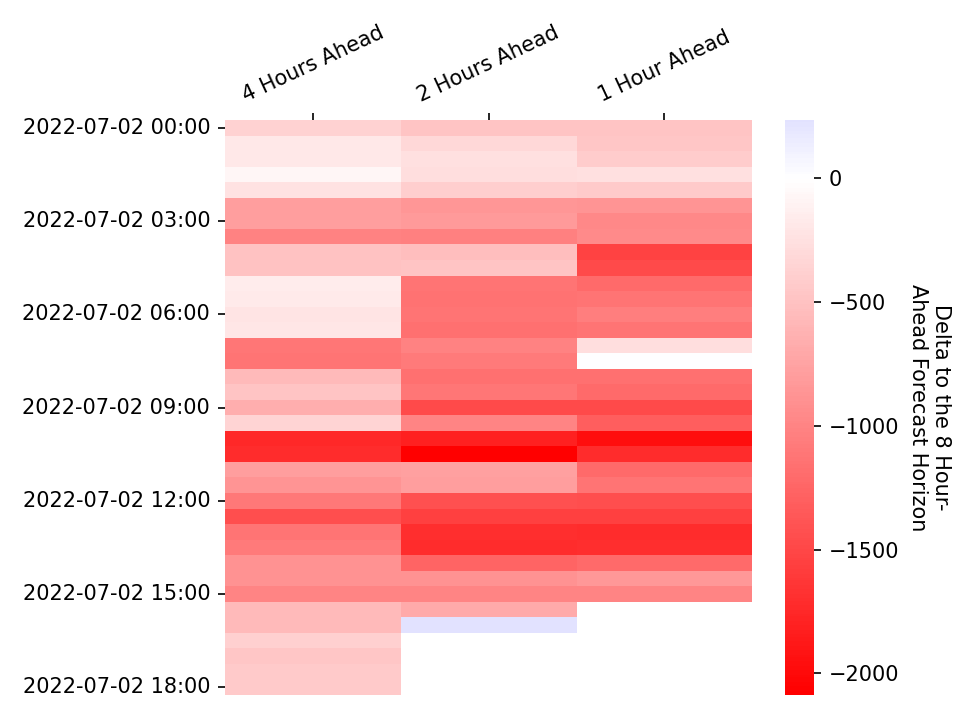 4 Hours Ahead
2 Hours Ahead
1 Hour Ahead
2022-07-02 00:00
2022-07-02 03:00
2022-07-02 06:00
2022-07-02 09:00
2022-07-02 12:00
2022-07-02 15:00
2022-07-02 18:00
0
−500
−1000
−1500
−2000
Delta to the 8 Hour-
Ahead Forecast Horizon